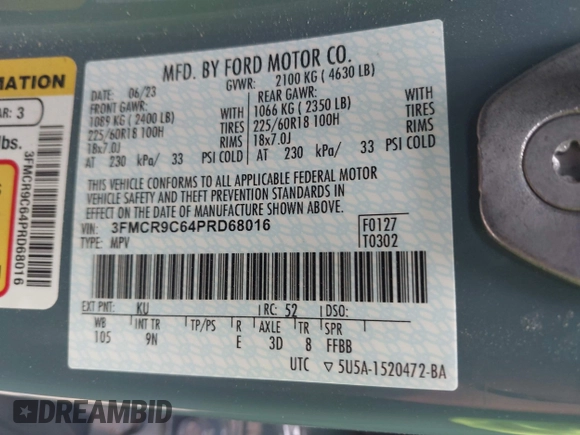 MFD. BY FORD MOTOR CO.
DATE: 06/23 GVWR: 2100 KG ( 4630 LB)
FRONT GAWR: REAR GAWR:
1089 KG ( 2400 LB) WITH 1066 KG ( 2350 LB) WITH
225/60R18 100H TIRES 225/60R18 100H TIRES
18x7.0J RIMS 18x7.0J RIMS
AT 230 kPa/ 33 PSI COLD AT 230 kPa/ 33 PSI COLD
THIS VEHICLE CONFORMS TO ALL APPLICABLE FEDERAL MOTOR
VEHICLE SAFETY AND THEFT PREVENTION STANDARDS IN
EFFECT ON THE DATE OF MANUFACTURE SHOWN ABOVE.
VIN: 3FMCR9C64PRD68016 F0127
TYPE: MPV T0302
EXT PNT: KU RC: 52 DSO:
WB INT TR TP/PS R AXLE TR SPR
105 9N E 3D 8 FFBB
UTC ▽ 5U5A-1520472-BA
MATION
AR: 3
lbs.
3FMCR9C64PRD68016
DREAMBID